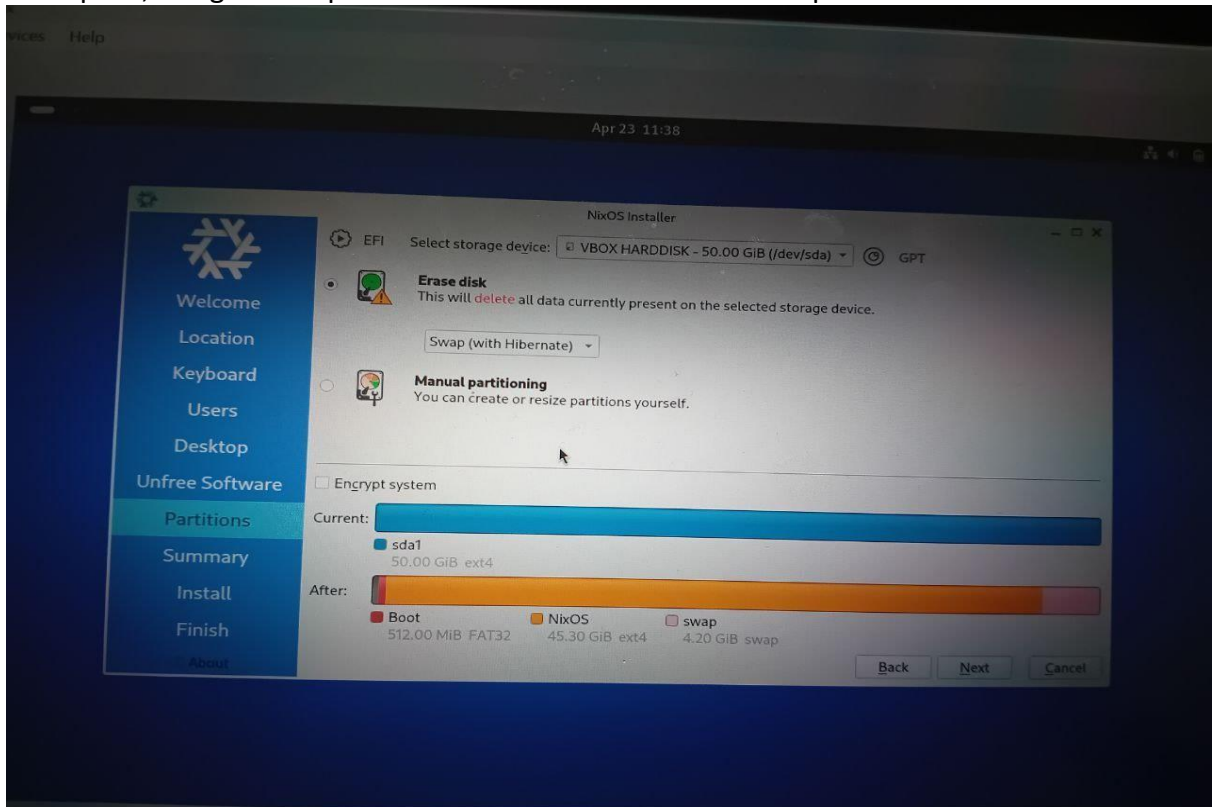 Help
Apr 23 11:38
NixOS Installer
EFI Select storage device: VBOX HARDDISK - 50.00 GiB (/dev/sda) GPT
Erase disk
This will delete all data currently present on the selected storage device.
Swap (with Hibernate)
Manual partitioning
You can create or resize partitions yourself.
Welcome
Location
Keyboard
Users
Desktop
Unfree Software
Partitions
Summary
Install
Finish
About
Encrypt system
Current:
sda1
50.00 GiB ext4
After:
Boot NixOS swap
512.00 MiB FAT32 45.30 GiB ext4 4.20 GiB swap
Back Next Cancel